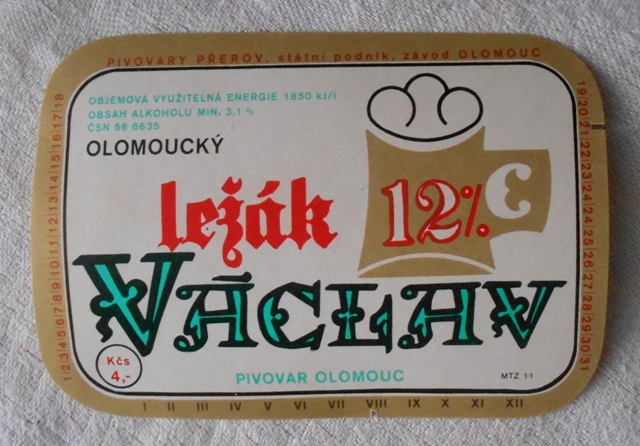 PIVOVARY PŘEROV, státní podnik, závod OLOMOUC
OBJEMOVA VYUŽITELNÁ ENERGIE 1850 kJ/l
OBSAH ALKOHOLU MIN. 3,1 %
ČSN 56 6635
OLOMOUCKÝ
ležák 12%
VÁCLAV
Kčs
4,-
PIVOVAR OLOMOUC
MTZ 1-1
1 2 3 4 5 6 7 8 9 10 11 12 13 14 15 16 17 18
19 20 21 22 23 24 25 26 27 28 29 30 31
I II III IV V VI VII VIII IX X XI XII